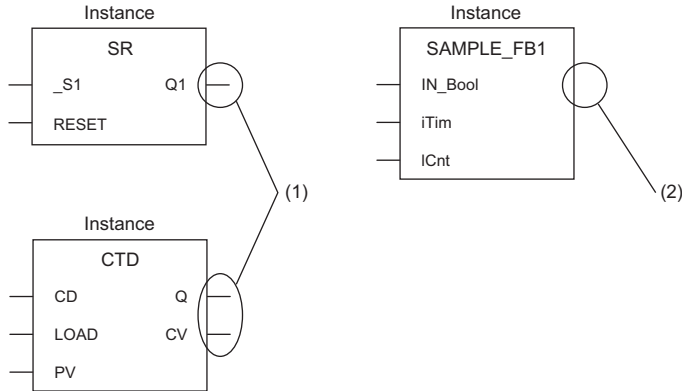 Instance
SR
_S1 Q1
RESET
Instance
SAMPLE_FB1
IN_Bool
iTim
lCnt
(1)
(2)
Instance
CTD
CD Q
LOAD CV
PV